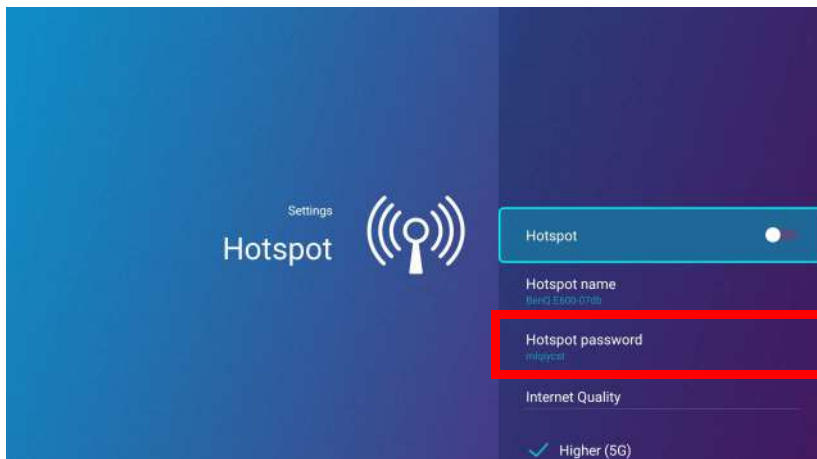 Settings
Hotspot
Hotspot
Hotspot name
BenQ E600-07db
Hotspot password
Internet Quality
Higher (5G)